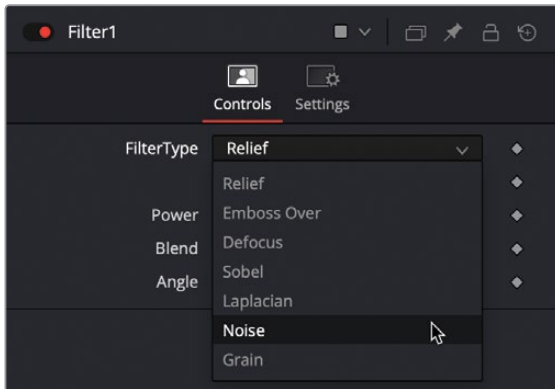 Filter1
Controls Settings
FilterType Relief
Relief
Power Emboss Over
Blend Defocus
Sobel
Angle Laplacian
Noise
Grain